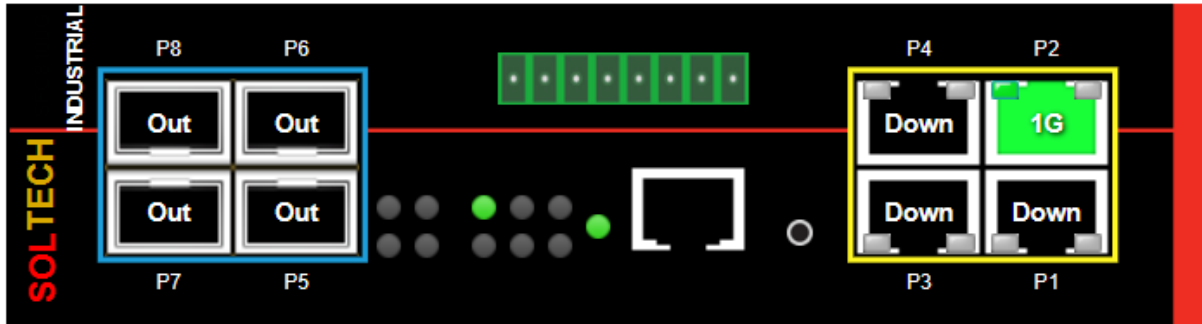 INDUSTRIAL
SOLTECH
P8 P6
Out Out
Out Out
P7 P5
P4 P2
Down 1G
Down Down
P3 P1